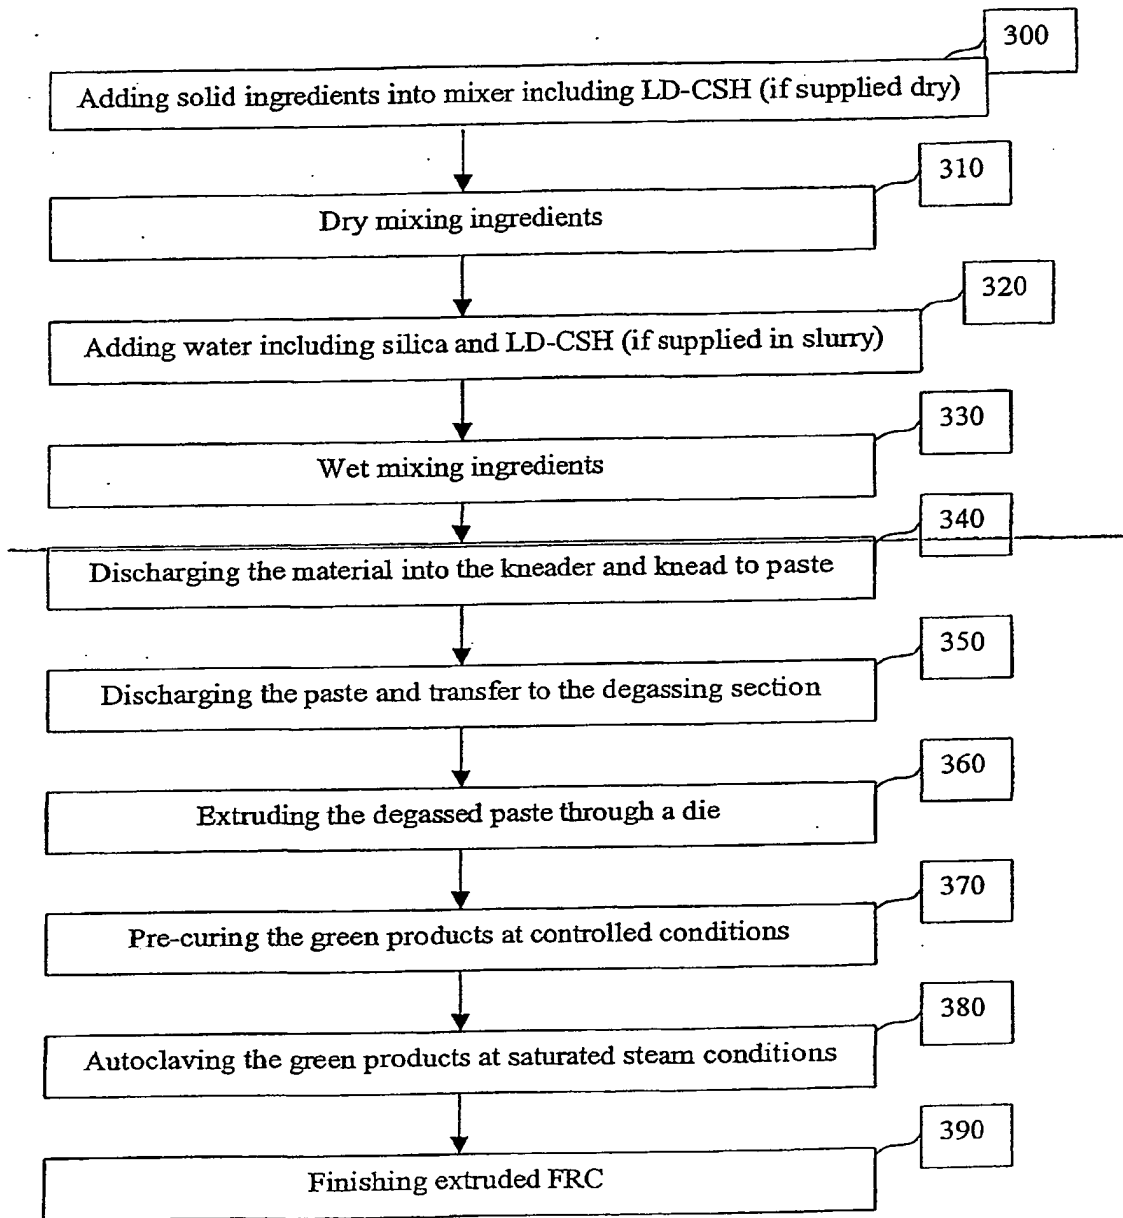 300
Adding solid ingredients into mixer including LD-CSH (if supplied dry)
310
Dry mixing ingredients
320
Adding water including silica and LD-CSH (if supplied in slurry)
330
Wet mixing ingredients
340
Discharging the material into the kneader and knead to paste
350
Discharging the paste and transfer to the degassing section
360
Extruding the degassed paste through a die
370
Pre-curing the green products at controlled conditions
380
Autoclaving the green products at saturated steam conditions
390
Finishing extruded FRC